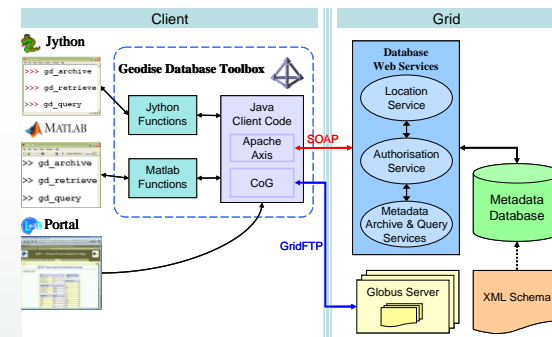 Client
Grid
Jython
>>> gd_archive
>>> gd_retrieve
>>> gd_query
MATLAB
>> gd_archive
>> gd_retrieve
>> gd_query
Portal
Geodise Database Toolbox
Jython
Functions
Matlab
Functions
Java
Client Code
Apache
Axis
CoG
SOAP
GridFTP
Database
Web Services
Location
Service
Authorisation
Service
Metadata
Archive & Query
Services
Globus Server
Metadata
Database
XML Schema